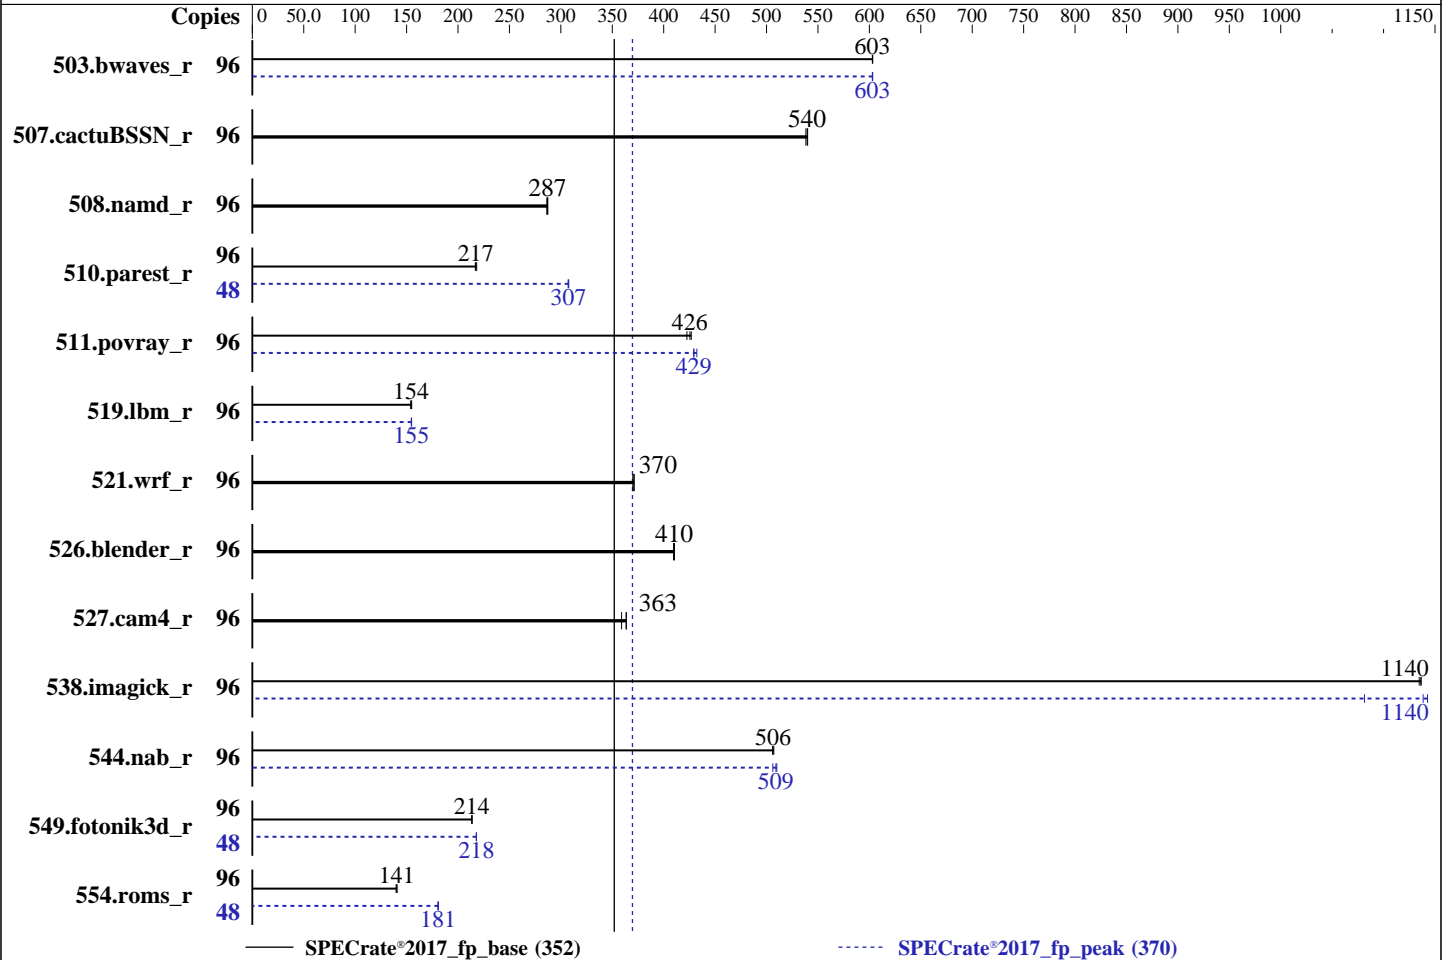 Copies 0 50.0 100 150 200 250 300 350 400 450 500 550 600 650 700 750 800 850 900 950 1000 1150
603
503.bwaves_r 96
603
540
507.cactuBSSN_r 96
287
508.namd_r 96
96 217
510.parest_r
48 307
426
511.povray_r 96
429
154
519.lbm_r 96
155
370
521.wrf_r 96
410
526.blender_r 96
363
527.cam4_r 96
1140
538.imagick_r 96
1140
506
544.nab_r 96
509
96 214
549.fotonik3d_r
48 218
96 141
554.roms_r
48 181
SPECrate®2017_fp_base (352) SPECrate®2017_fp_peak (370)